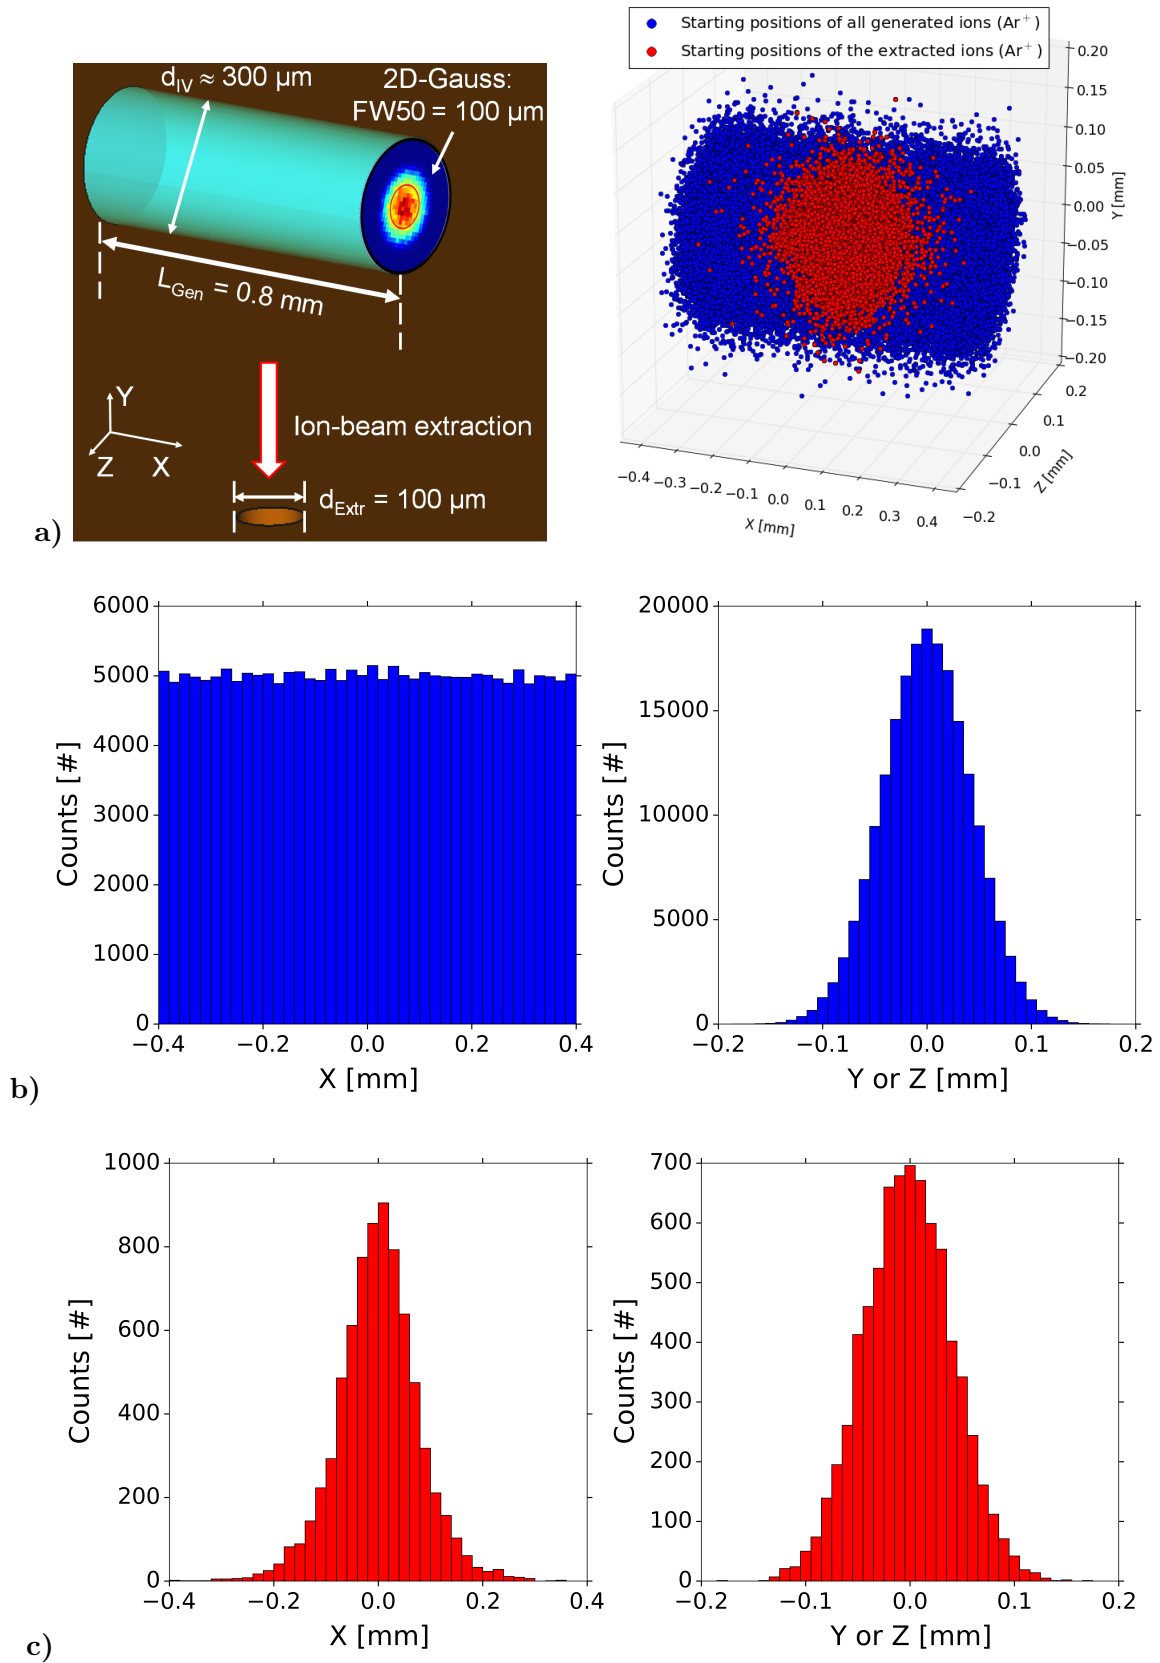 d_IV ≈ 300 µm
2D-Gauss:
FW50 = 100 µm
L_Gen = 0.8 mm
Y
Z X
Ion-beam extraction
d_Extr = 100 µm
a)
Starting positions of all generated ions (Ar⁺)
Starting positions of the extracted ions (Ar⁺)
0.20
0.15
0.10
0.05
0.00
−0.05
−0.10
−0.15
−0.20
Y [mm]
0.2
0.1
0.0
−0.1
−0.2
Z [mm]
−0.4 −0.3 −0.2 −0.1 0.0 0.1 0.2 0.3 0.4
X [mm]
6000
5000
4000
3000
2000
1000
0
Counts [#]
−0.4 −0.2 0.0 0.2 0.4
X [mm]
20000
15000
10000
5000
0
Counts [#]
−0.2 −0.1 0.0 0.1 0.2
Y or Z [mm]
b)
1000
800
600
400
200
0
Counts [#]
−0.4 −0.2 0.0 0.2 0.4
X [mm]
700
600
500
400
300
200
100
0
Counts [#]
−0.2 −0.1 0.0 0.1 0.2
Y or Z [mm]
c)